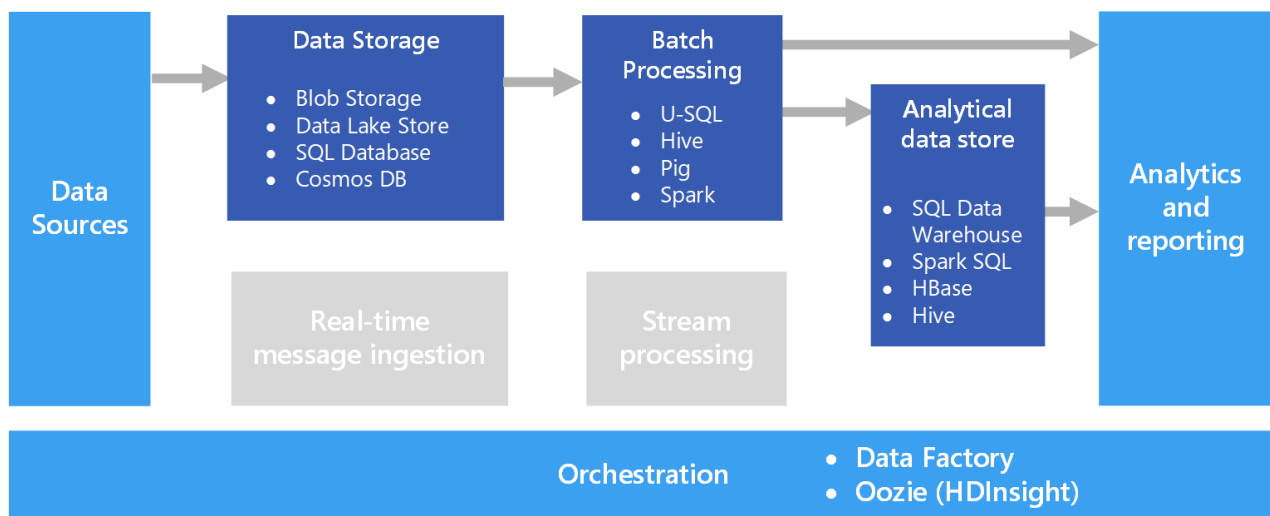 Data
Sources
Data Storage
• Blob Storage
• Data Lake Store
• SQL Database
• Cosmos DB
Batch
Processing
• U-SQL
• Hive
• Pig
• Spark
Analytical
data store
• SQL Data
Warehouse
• Spark SQL
• HBase
• Hive
Analytics
and
reporting
Real-time
message ingestion
Stream
processing
Orchestration
• Data Factory
• Oozie (HDInsight)